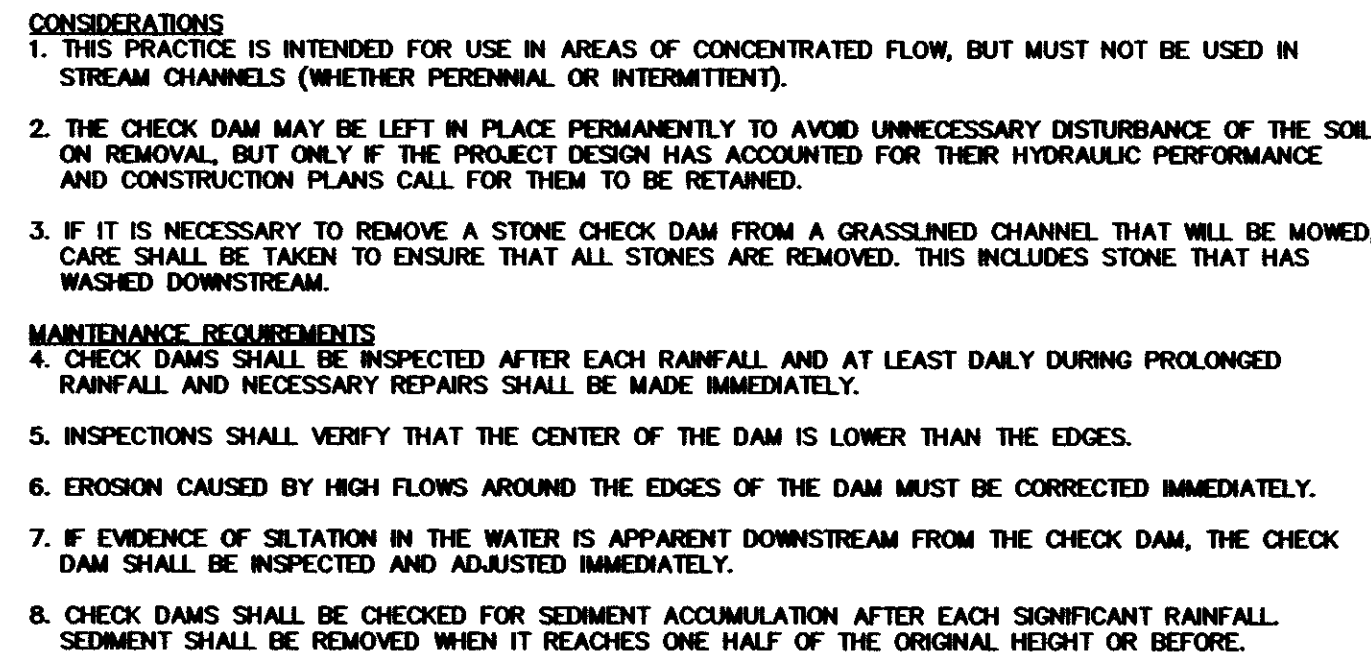 CONSIDERATIONS
1. THIS PRACTICE IS INTENDED FOR USE IN AREAS OF CONCENTRATED FLOW, BUT MUST NOT BE USED IN
STREAM CHANNELS (WHETHER PERENNIAL OR INTERMITTENT).
2. THE CHECK DAM MAY BE LEFT IN PLACE PERMANENTLY TO AVOID UNNECESSARY DISTURBANCE OF THE SOIL
ON REMOVAL, BUT ONLY IF THE PROJECT DESIGN HAS ACCOUNTED FOR THEIR HYDRAULIC PERFORMANCE
AND CONSTRUCTION PLANS CALL FOR THEM TO BE RETAINED.
3. IF IT IS NECESSARY TO REMOVE A STONE CHECK DAM FROM A GRASSLINED CHANNEL THAT WILL BE MOWED,
CARE SHALL BE TAKEN TO ENSURE THAT ALL STONES ARE REMOVED. THIS INCLUDES STONE THAT HAS
WASHED DOWNSTREAM.
MAINTENANCE REQUIREMENTS
4. CHECK DAMS SHALL BE INSPECTED AFTER EACH RAINFALL AND AT LEAST DAILY DURING PROLONGED
RAINFALL AND NECESSARY REPAIRS SHALL BE MADE IMMEDIATELY.
5. INSPECTIONS SHALL VERIFY THAT THE CENTER OF THE DAM IS LOWER THAN THE EDGES.
6. EROSION CAUSED BY HIGH FLOWS AROUND THE EDGES OF THE DAM MUST BE CORRECTED IMMEDIATELY.
7. IF EVIDENCE OF SILTATION IN THE WATER IS APPARENT DOWNSTREAM FROM THE CHECK DAM, THE CHECK
DAM SHALL BE INSPECTED AND ADJUSTED IMMEDIATELY.
8. CHECK DAMS SHALL BE CHECKED FOR SEDIMENT ACCUMULATION AFTER EACH SIGNIFICANT RAINFALL.
SEDIMENT SHALL BE REMOVED WHEN IT REACHES ONE HALF OF THE ORIGINAL HEIGHT OR BEFORE.